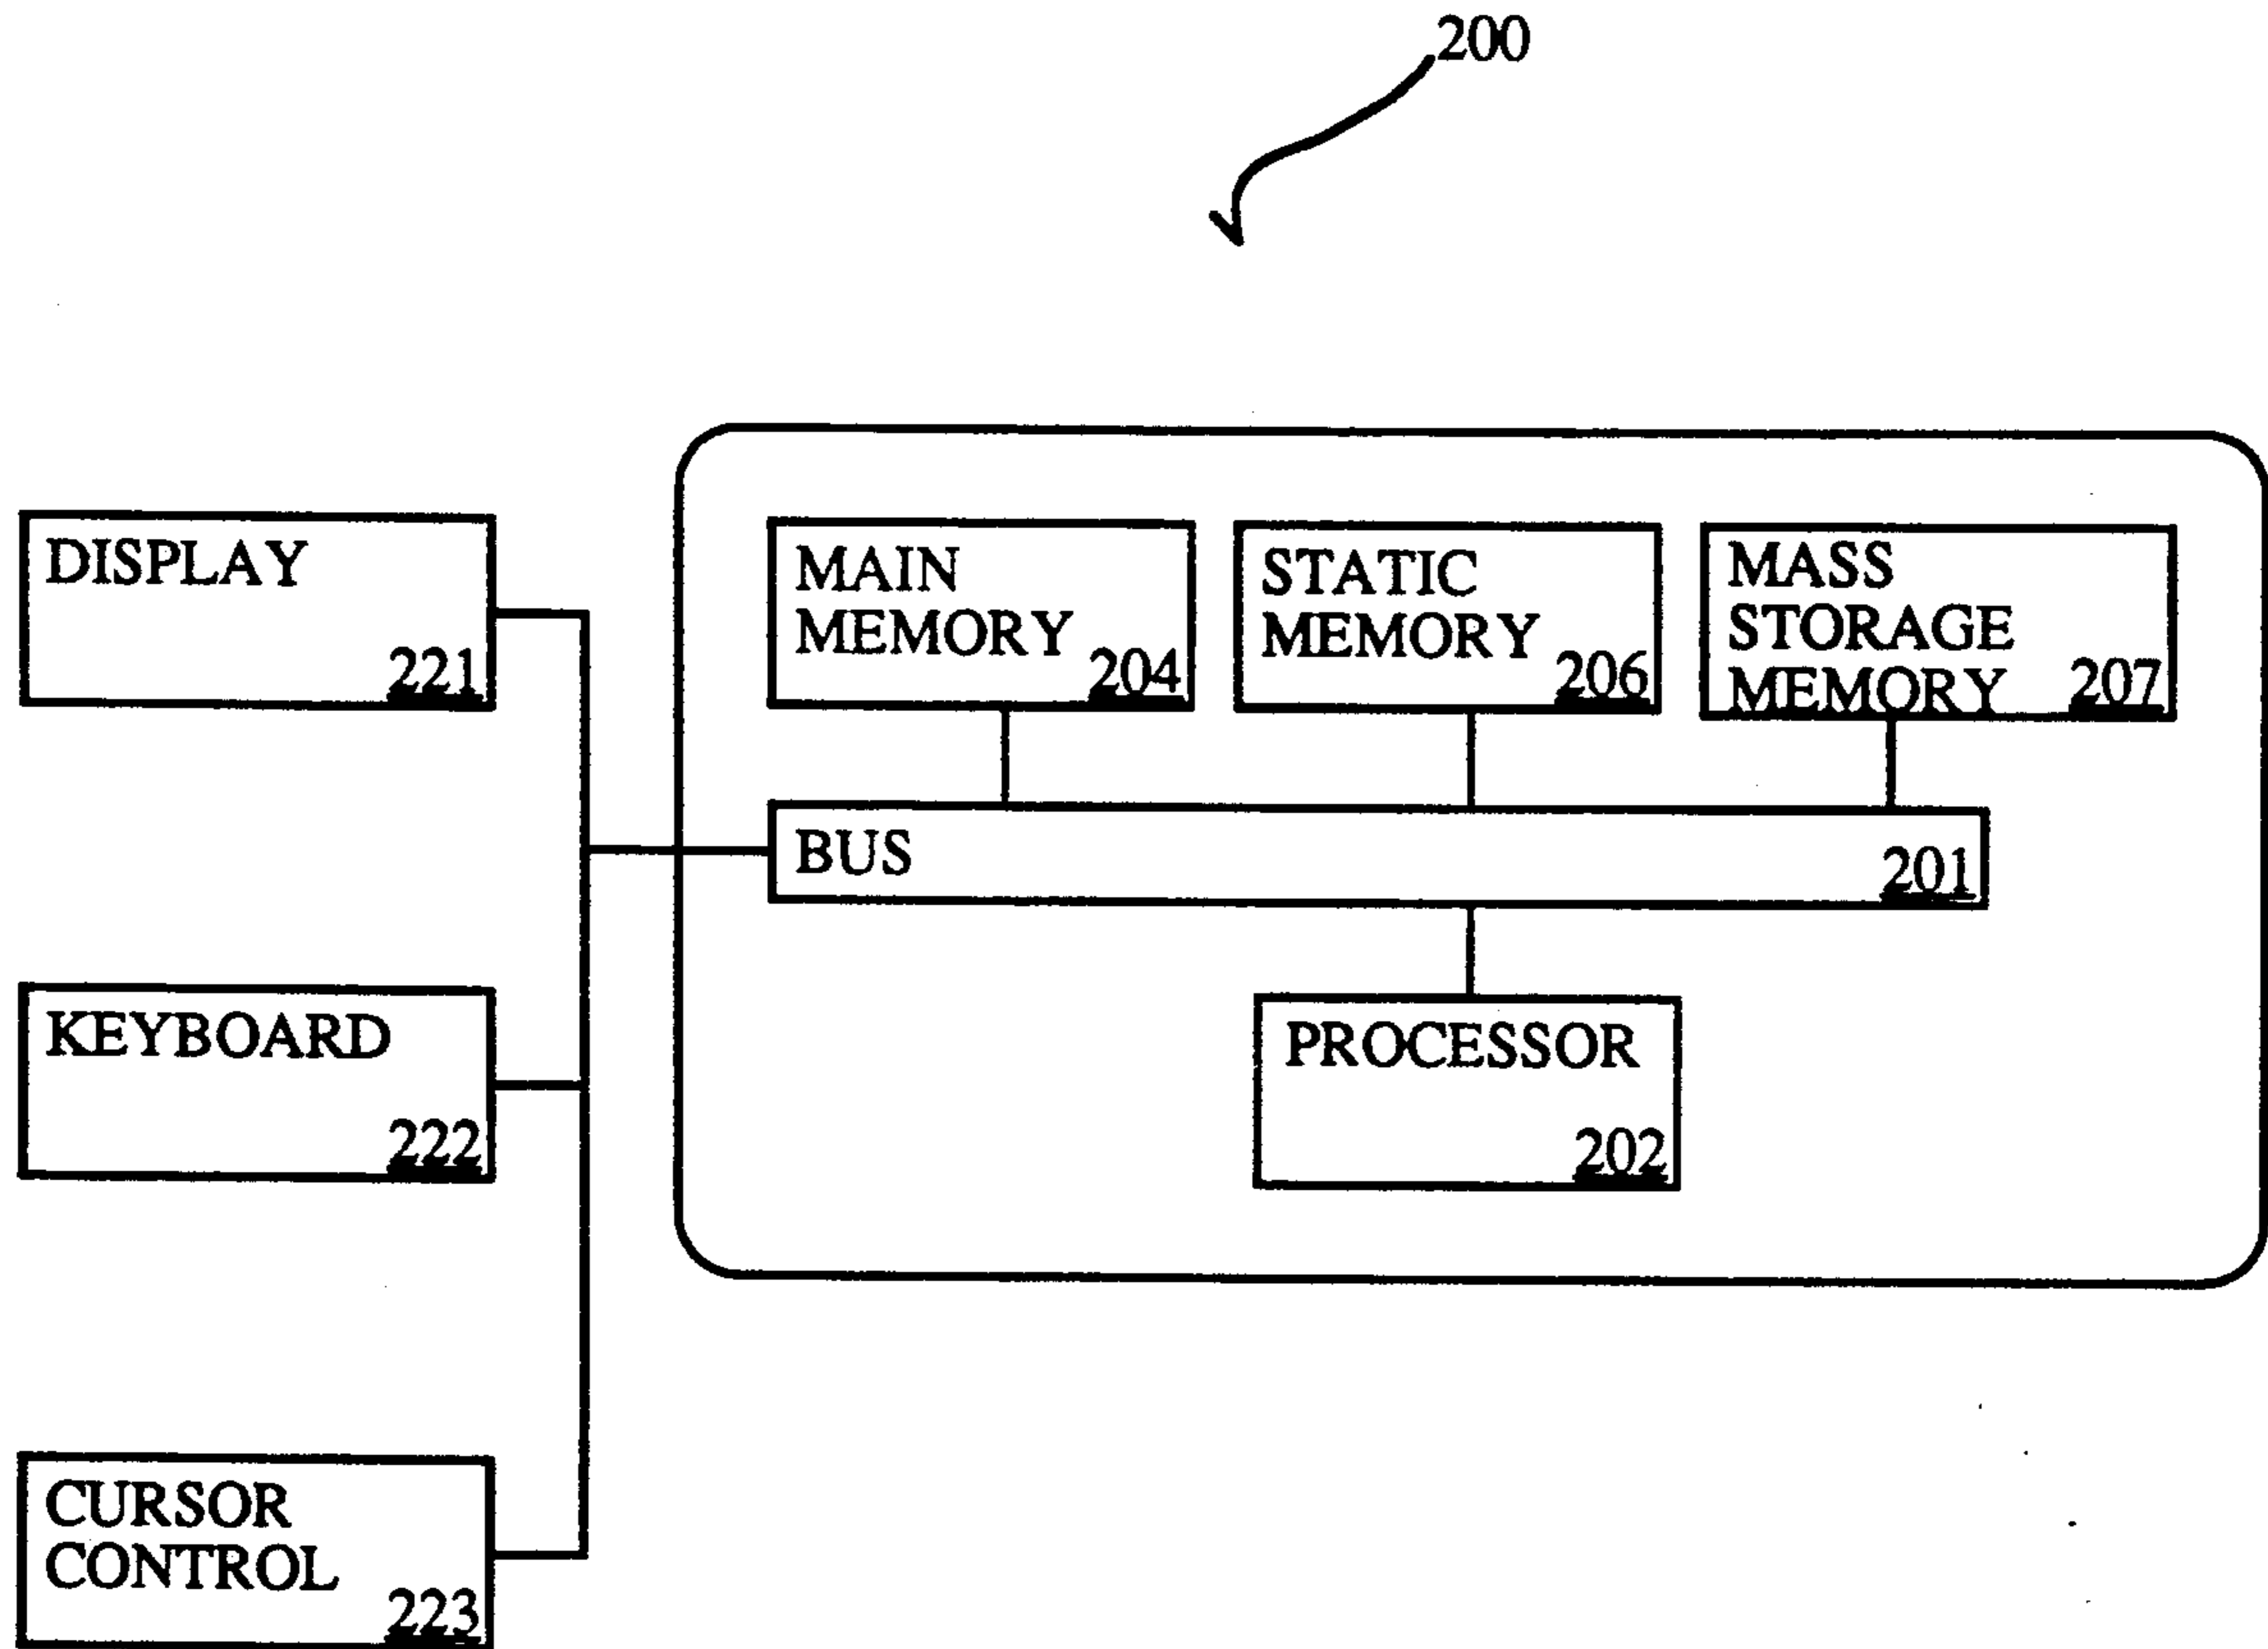 200
DISPLAY
221
MAIN
MEMORY
204
STATIC
MEMORY
206
MASS
STORAGE
MEMORY
207
BUS
201
KEYBOARD
222
PROCESSOR
202
CURSOR
CONTROL
223